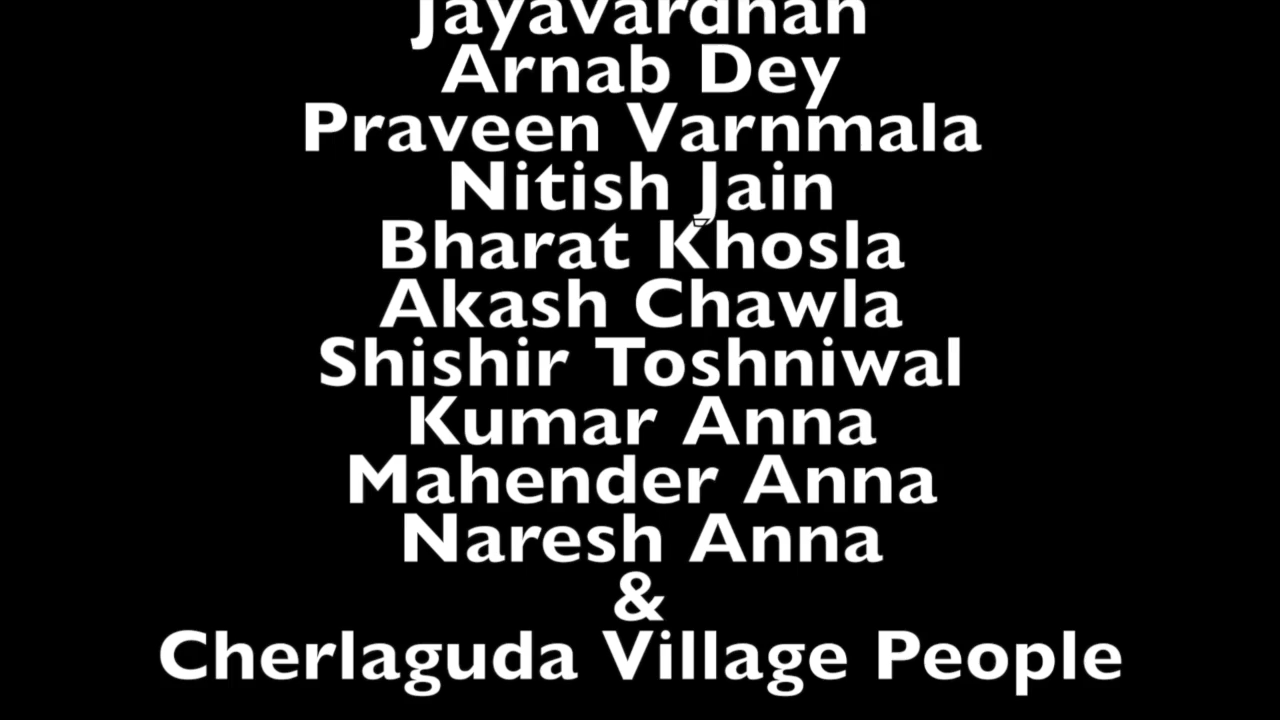 Jayavardhan
Arnab Dey
Praveen Varnmala
Nitish Jain
Bharat Khosla
Akash Chawla
Shishir Toshniwal
Kumar Anna
Mahender Anna
Naresh Anna
&
Cherlaguda Village People